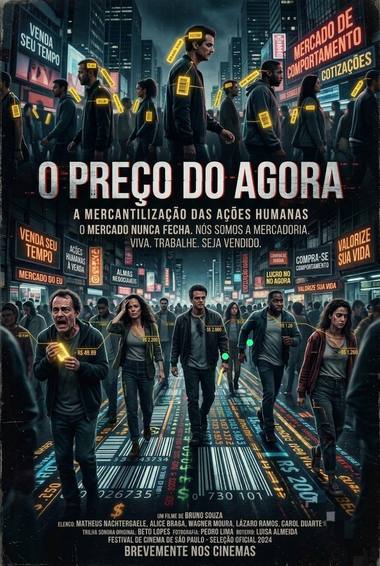 VENDA
SEU TEMPO
MERCADO DE
COMPORTAMENTO
COTIZAÇÕES
O PREÇO DO AGORA
A MERCANTILIZAÇÃO DAS AÇÕES HUMANAS
O MERCADO NUNCA FECHA. NÓS SOMOS A MERCADORIA.
VIVA. TRABALHE. SEJA VENDIDO.
VENDA
SEU TEMPO
MERCADO DO EU
AÇÕES
HUMANAS
À VENDA
ALMAS
NEGOCIÁVEIS
LUCRO NO
NO AGORA
COMPRA-SE
COMPORTAMENTO
VALORIZE SUA VIDA
VALORIZE
SUA VIDA
UM FILME DE BRUNO SOUZA
ELENCO: MATHEUS NACHTERGAELE, ALICE BRAGA, WAGNER MOURA, LÁZARO RAMOS, CAROL DUARTE
TRILHA SONORA ORIGINAL: BETO LOPES FOTOGRAFIA: PEDRO LIMA ROTEIRO: LUISA ALMEIDA
FESTIVAL DE CINEMA DE SÃO PAULO - SELEÇÃO OFICIAL 2024
BREVEMENTE NOS CINEMAS